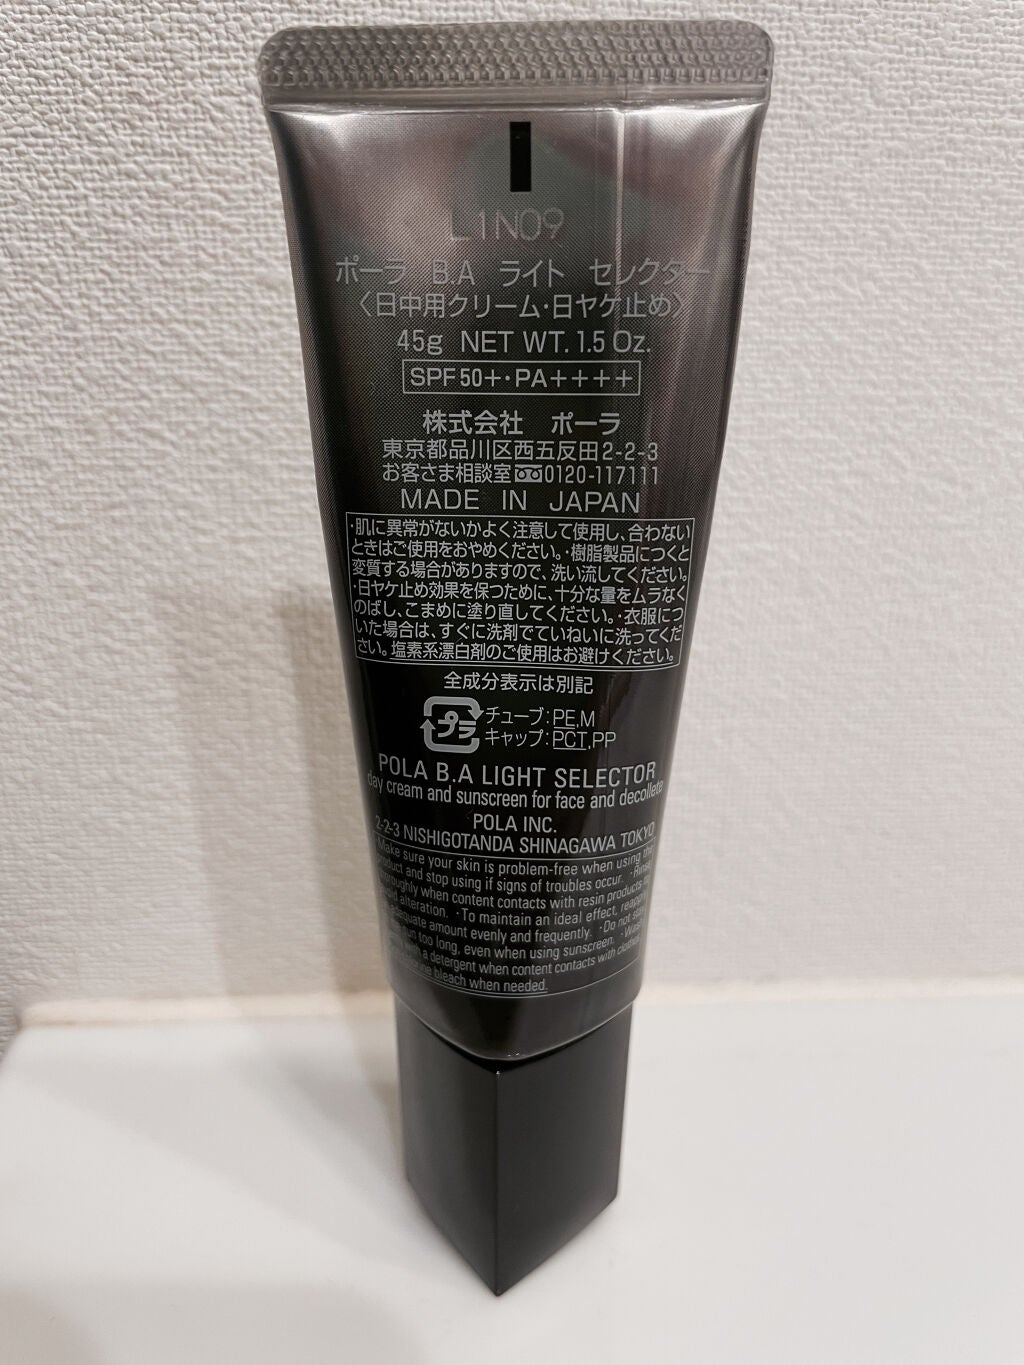 L1N09
ポーラ B.A ライト セレクター
〈日中用クリーム・日ヤケ止め〉
45g NET WT. 1.5 Oz.
SPF50+・PA++++
株式会社 ポーラ
東京都品川区西五反田2-2-3
お客さま相談室0120-117111
MADE IN JAPAN
・肌に異常がないかよく注意して使用し、合わない
ときはご使用をおやめください。・樹脂製品につくと
変質する場合がありますので、洗い流してください。
・日ヤケ止め効果を保つために、十分な量をムラなく
のばし、こまめに塗り直してください。・衣服につ
いた場合は、すぐに洗剤でていねいに洗ってくだ
さい。塩素系漂白剤のご使用はお避けください。
全成分表示は別記
プラ
チューブ:PE,M
キャップ:PCT,PP
POLA B.A LIGHT SELECTOR
day cream and sunscreen for face and decollete
POLA INC.
2-2-3 NISHIGOTANDA SHINAGAWA TOKYO
・Make sure your skin is problem-free when using the
product and stop using if signs of troubles occur. ・Rinse
thoroughly when content contacts with resin products
alteration. ・To maintain an ideal effect,
adequate amount evenly and frequently. ・Do not
too long, even when using sunscreen.
a detergent when content contacts with
bleach when needed.